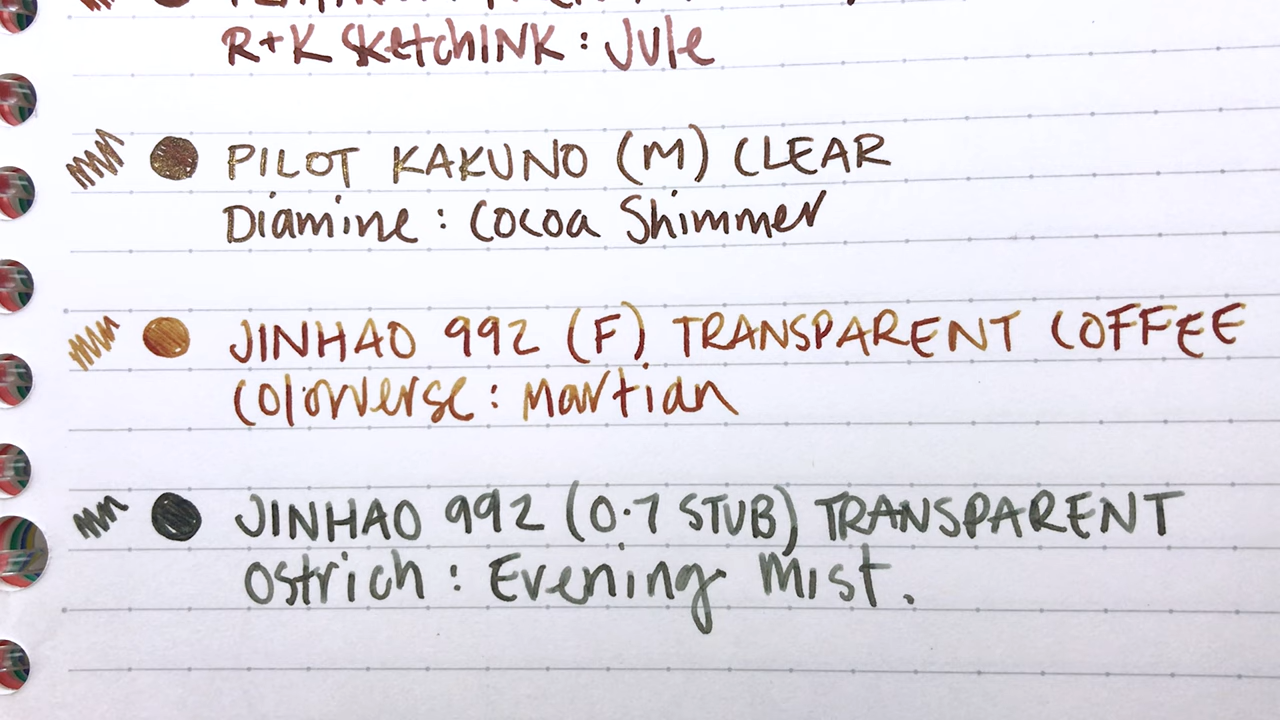 R+K SketchINK : Jule
PILOT KAKUNO (M) CLEAR
Diamine : Cocoa Shimmer
JINHAO 992 (F) TRANSPARENT COFFEE
Colorverse : Martian
JINHAO 992 (0.7 STUB) TRANSPARENT
Ostrich : Evening Mist.